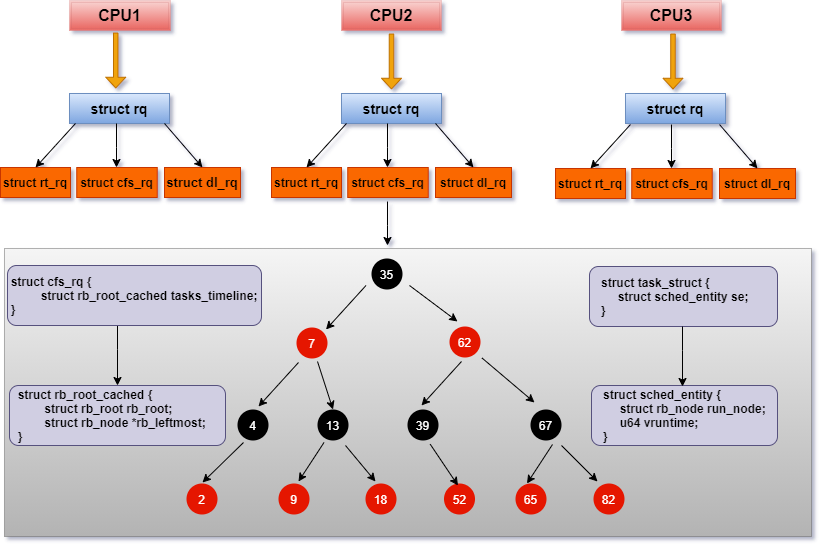 CPU1
CPU2
CPU3
struct rq
struct rq
struct rq
struct rt_rq
struct cfs_rq
struct dl_rq
struct rt_rq
struct cfs_rq
struct dl_rq
struct rt_rq
struct cfs_rq
struct dl_rq
struct cfs_rq {
struct rb_root_cached tasks_timeline;
}
35
struct task_struct {
struct sched_entity se;
}
7
62
struct rb_root_cached {
struct rb_root rb_root;
struct rb_node *rb_leftmost;
}
4
13
39
67
struct sched_entity {
struct rb_node run_node;
u64 vruntime;
}
2
9
18
52
65
82